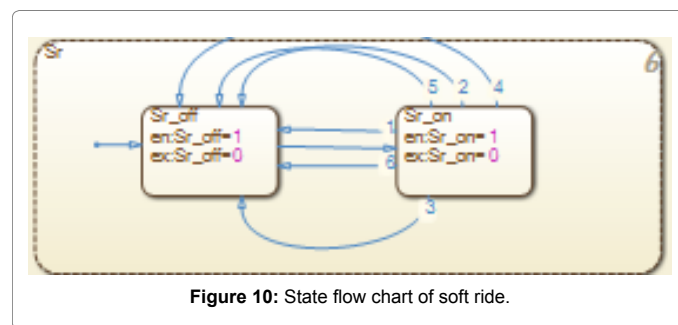 Sr
6
5 2 4
Sr_off
en:Sr_off=1
ex:Sr_off=0
1
6
Sr_on
en:Sr_on=1
ex:Sr_on=0
3
Figure 10: State flow chart of soft ride.